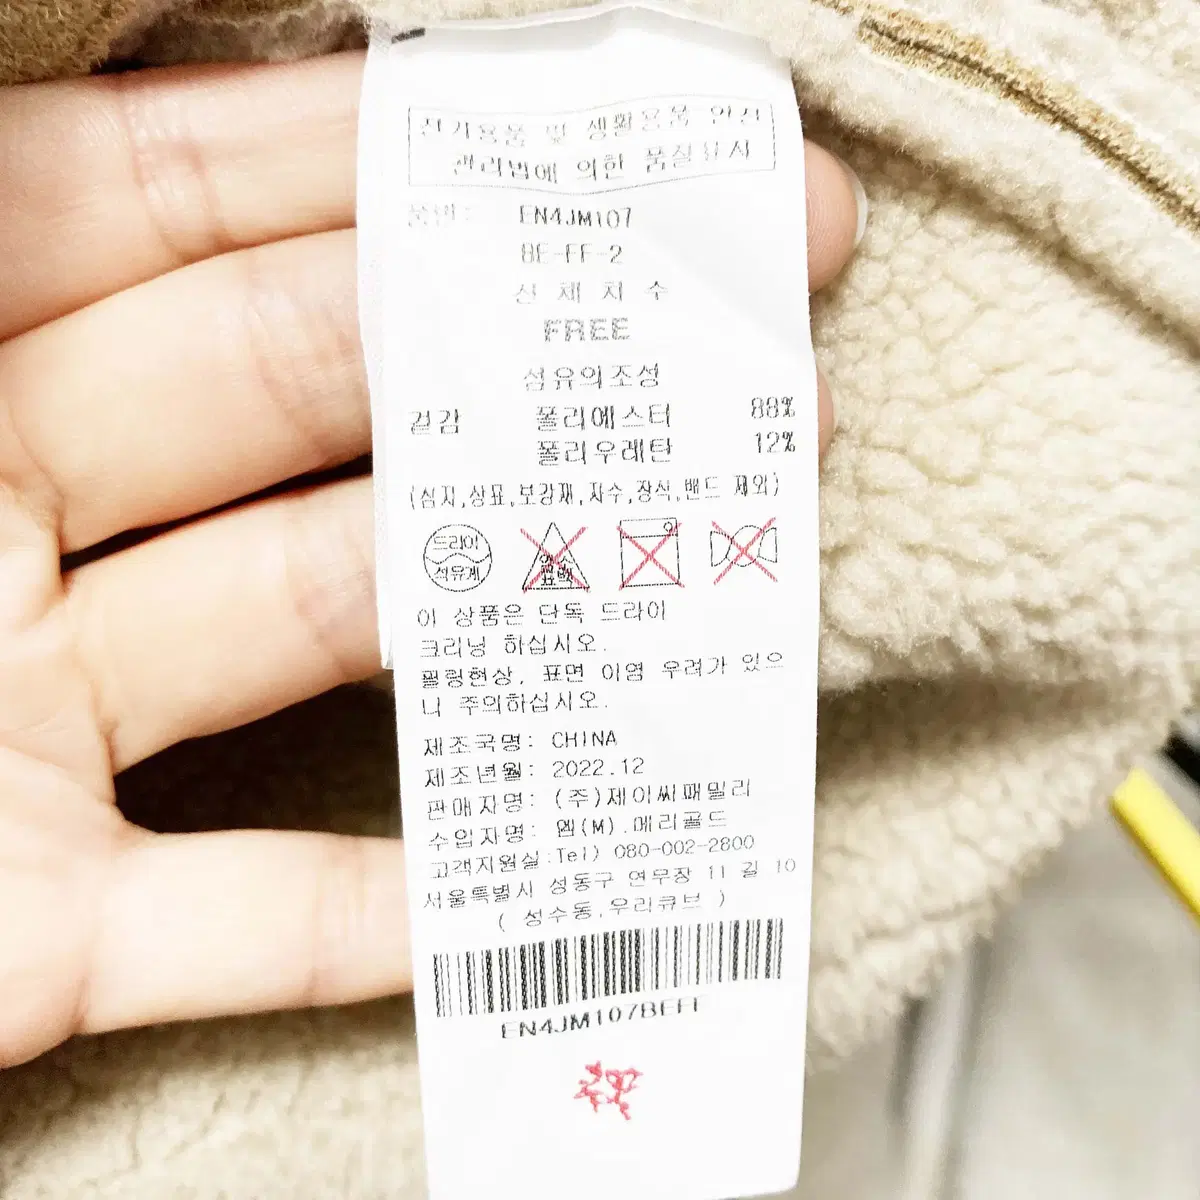 전기용품 및 생활용품 안전
관리법에 의한 품질표시
품번: EN4JM107
BE-FF-2
신 체 치 수
FREE
섬유의조성
겉감 폴리에스터 88%
폴리우레탄 12%
(심지,상표,보강재,자수,장식,밴드 제외)
드라이
석유계
이 상품은 단독 드라이
크리닝 하십시오.
필링현상, 표면 이염 우려가 있으
니 주의하십시오.
제조국명: CHINA
제조년월: 2022.12
판매자명: (주)제이씨패밀리
수입자명: 엠(M).메리골드
고객지원실:Tel) 080-002-2800
서울특별시 성동구 연무장 11 길 10
( 성수동,우리큐브 )
EN4JM107BEFF